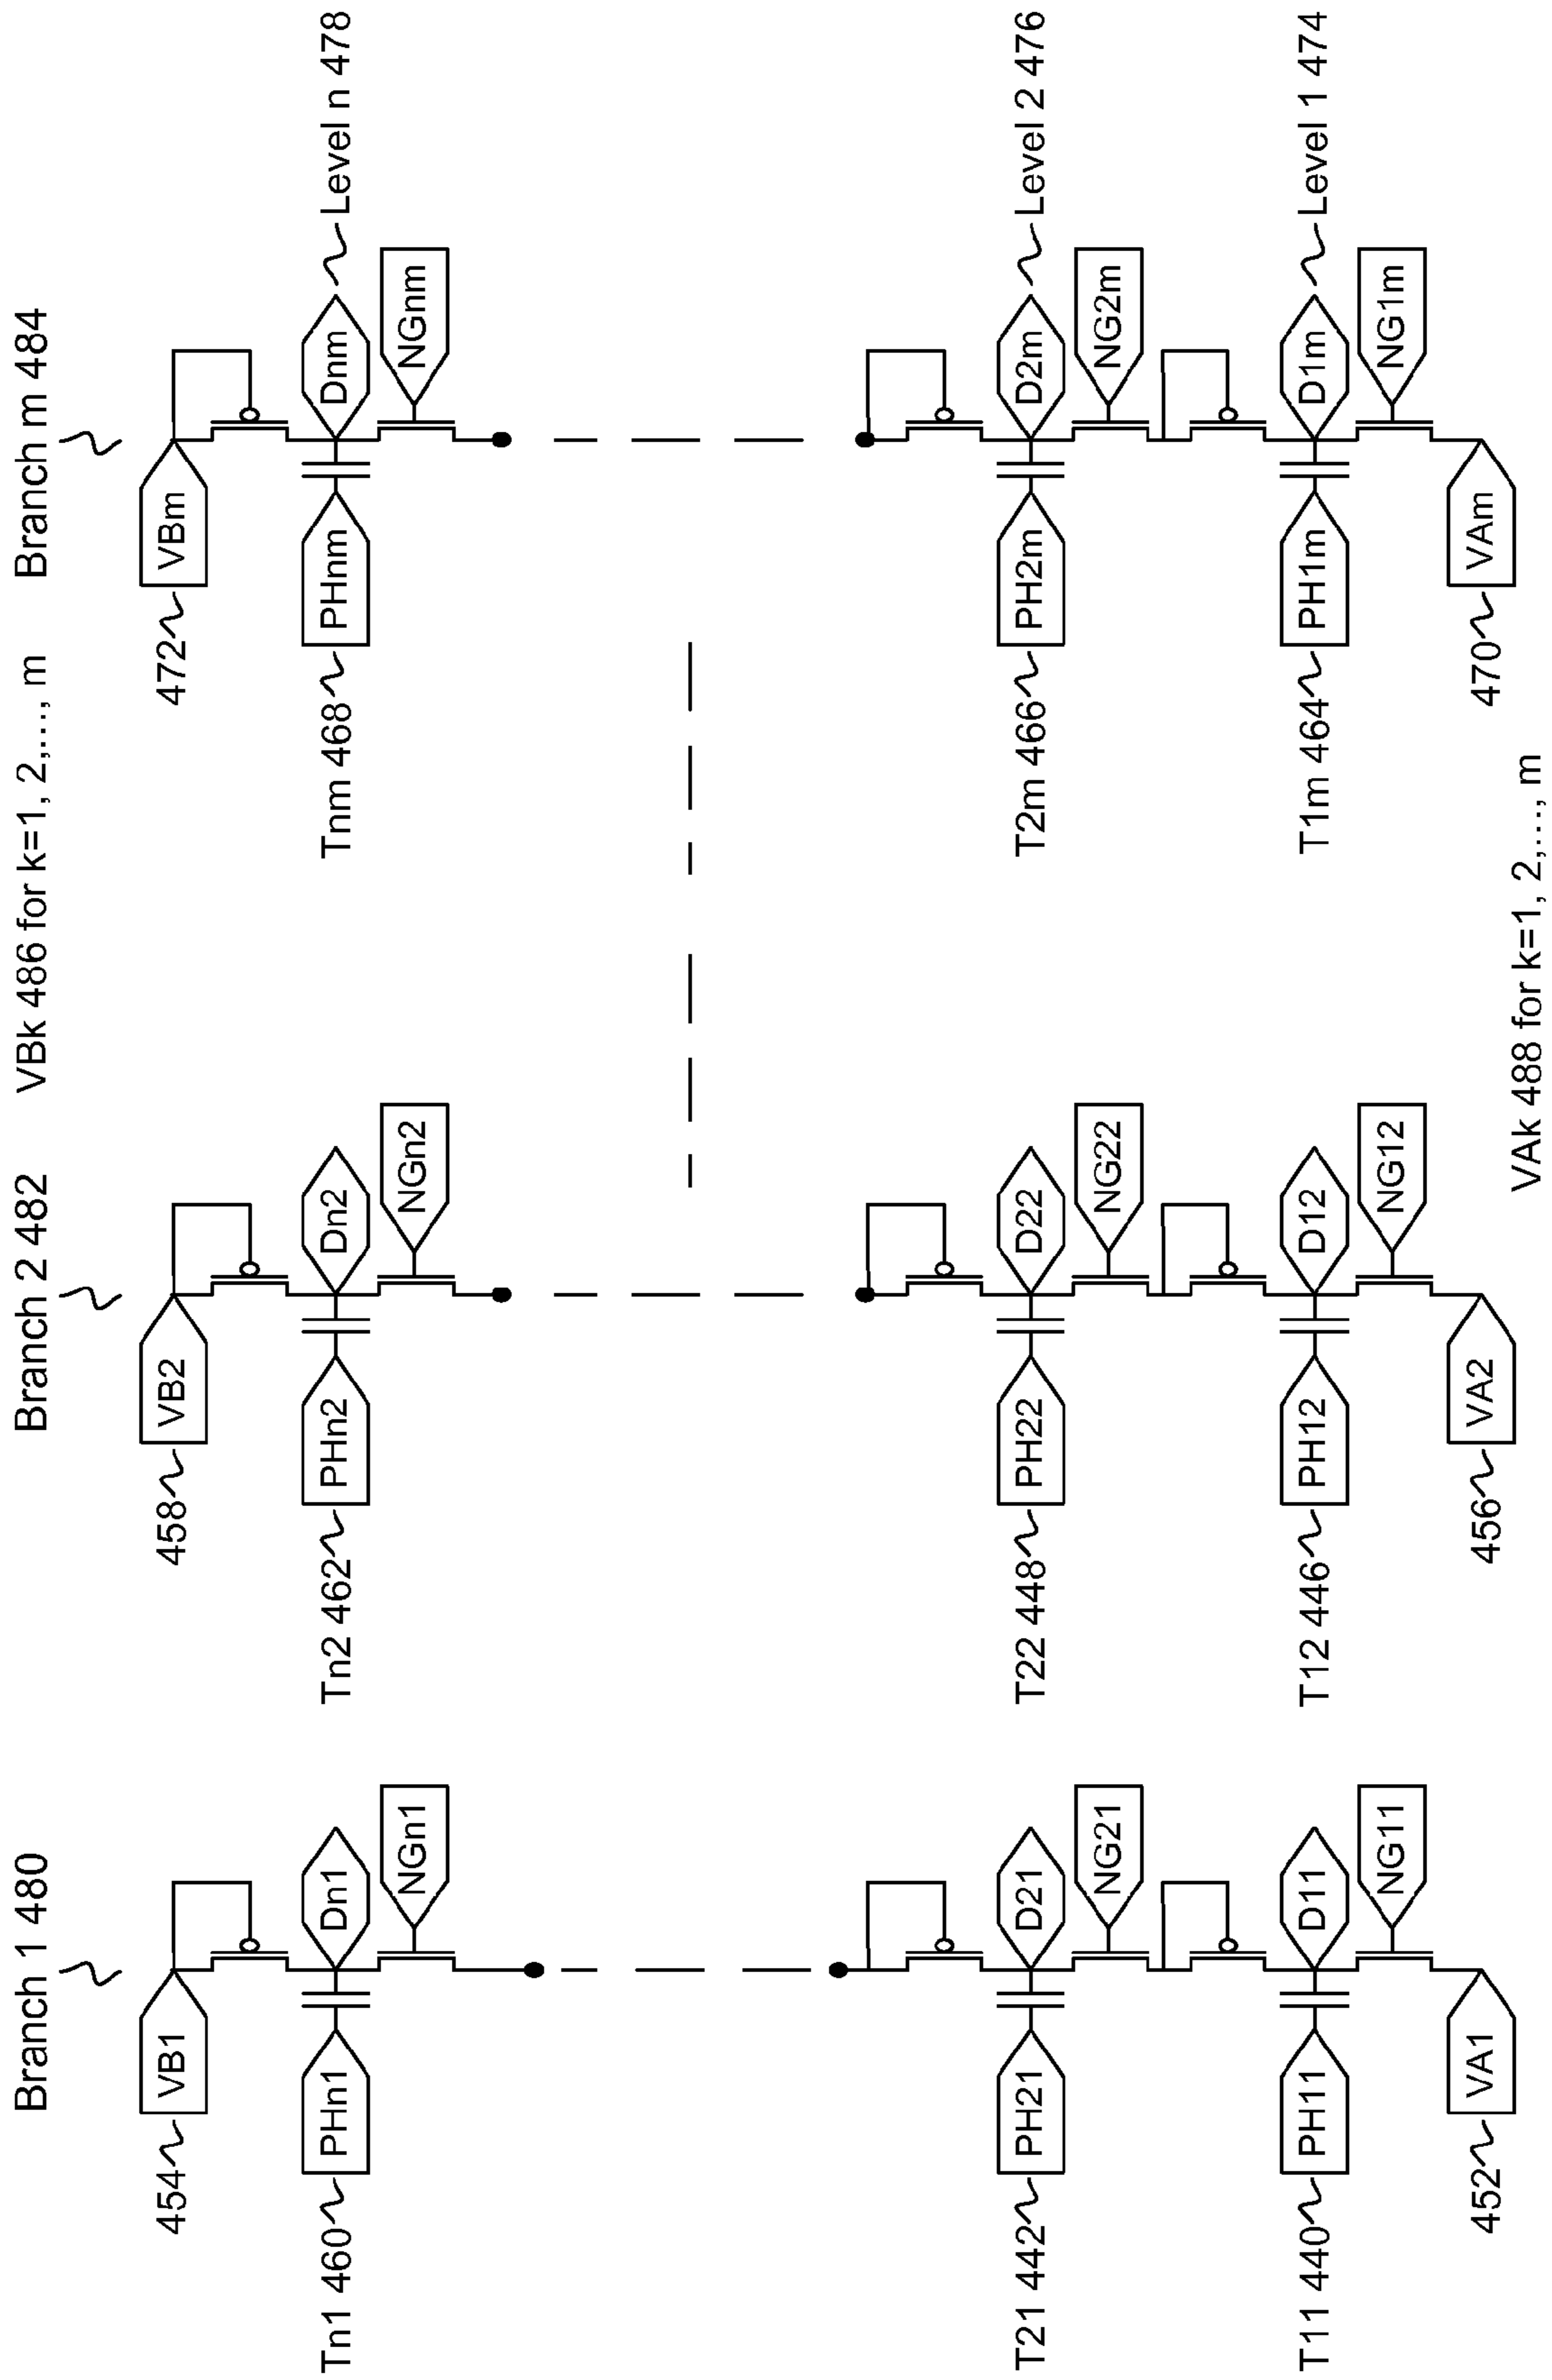 Branch 1 480
Branch 2 482
VBk 486 for k=1, 2,..., m
Branch m 484
454
VB1
458
VB2
472
VBm
Tn1 460
PHn1
Dn1
Tn2 462
PHn2
Dn2
Tnm 468
PHnm
Dnm
Level n 478
NGn1
NGn2
NGnm
T21 442
PH21
D21
T22 448
PH22
D22
T2m 466
PH2m
D2m
Level 2 476
NG21
NG22
NG2m
T11 440
PH11
D11
T12 446
PH12
D12
T1m 464
PH1m
D1m
Level 1 474
NG11
NG12
NG1m
452
VA1
456
VA2
470
VAm
VAk 488 for k=1, 2,..., m